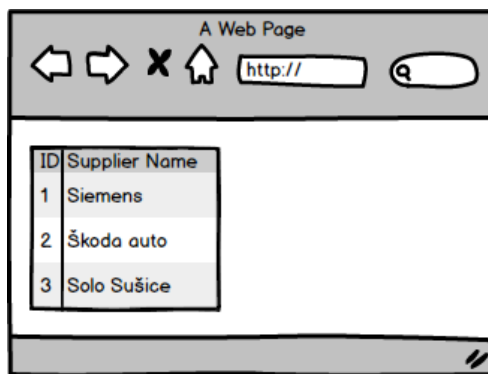 A Web Page
http://
ID Supplier Name
1 Siemens
2 Škoda auto
3 Solo Sušice